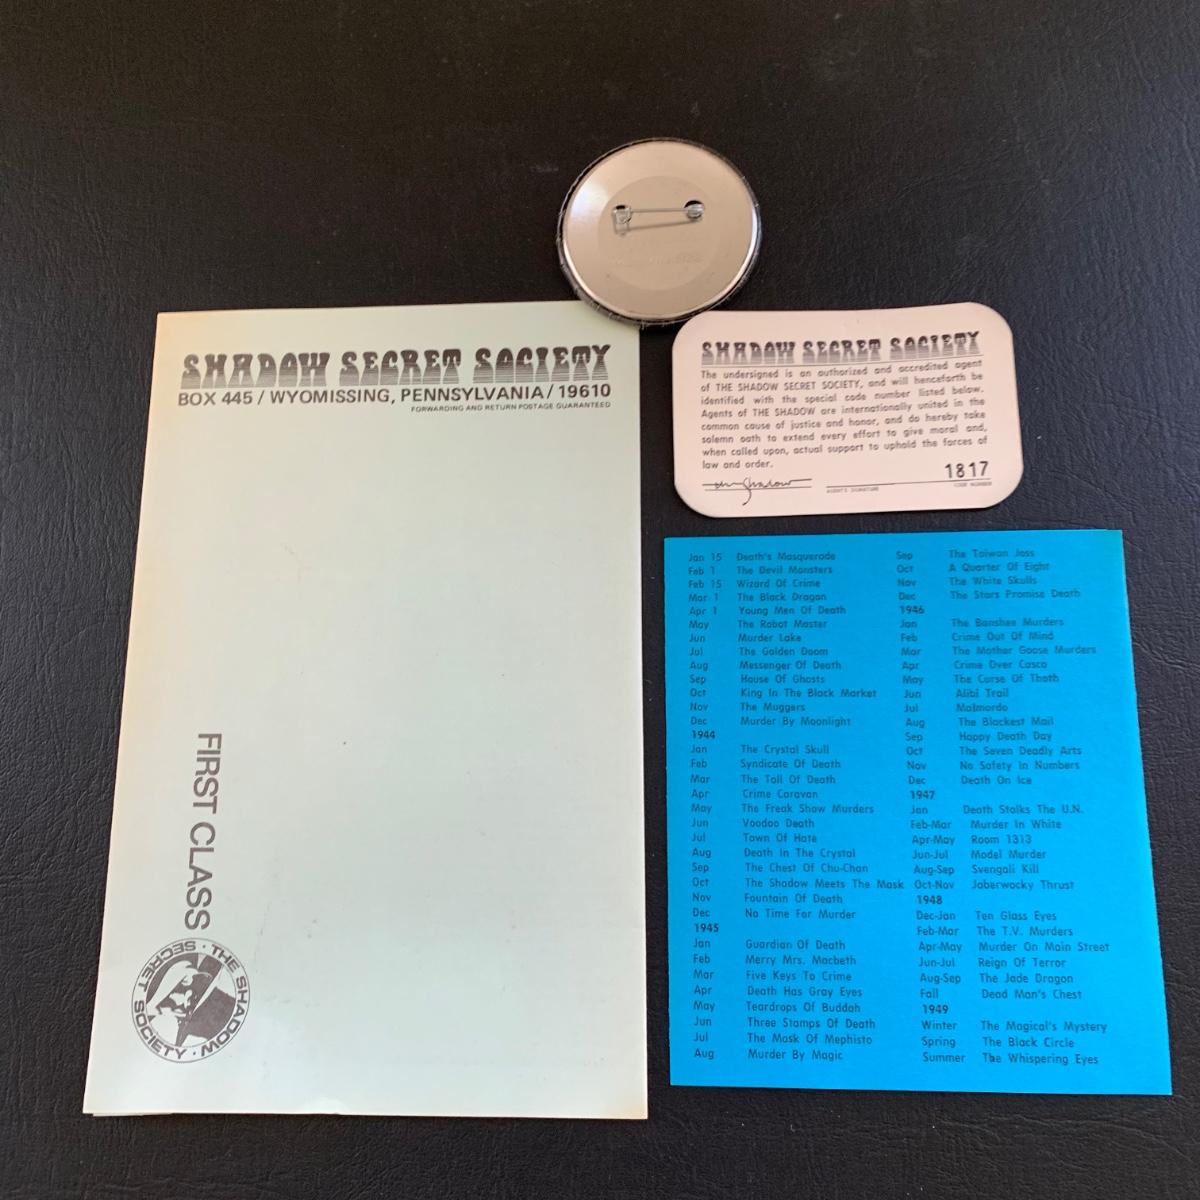 SHADOW SECRET SOCIETY
BOX 445 / WYOMISSING, PENNSYLVANIA / 19610
FORWARDING AND RETURN POSTAGE GUARANTEED
FIRST CLASS
THE SHADOW · SECRET SOCIETY ·
SHADOW SECRET SOCIETY
The undersigned is an authorized and accredited agent
of THE SHADOW SECRET SOCIETY, and will henceforth be
identified with the special code number listed below.
Agents of THE SHADOW are internationally united in the
common cause of justice and honor, and do hereby take
solemn oath to extend every effort to give moral and,
when called upon, actual support to uphold the forces of
law and order.
1817
The Shadow
AGENT'S SIGNATURE
CODE NUMBER
Jan 15 Death's Masquerade
Feb 1 The Devil Monsters
Feb 15 Wizard Of Crime
Mar 1 The Black Dragon
Apr 1 Young Men Of Death
May The Robot Master
Jun Murder Lake
Jul The Golden Doom
Aug Messenger Of Death
Sep House Of Ghosts
Oct King In The Black Market
Nov The Muggers
Dec Murder By Moonlight
1944
Jan The Crystal Skull
Feb Syndicate Of Death
Mar The Toll Of Death
Apr Crime Caravan
May The Freak Show Murders
Jun Voodoo Death
Jul Town Of Hate
Aug Death In The Crystal
Sep The Chest Of Chu-Chan
Oct The Shadow Meets The Mask
Nov Fountain Of Death
Dec No Time For Murder
1945
Jan Guardian Of Death
Feb Merry Mrs. Macbeth
Mar Five Keys To Crime
Apr Death Has Gray Eyes
May Teardrops Of Buddah
Jun Three Stamps Of Death
Jul The Mask Of Mephisto
Aug Murder By Magic
Sep The Taiwan Joss
Oct A Quarter Of Eight
Nov The White Skulls
Dec The Stars Promise Death
1946
Jan The Banshee Murders
Feb Crime Out Of Mind
Mar The Mother Goose Murders
Apr Crime Over Casco
May The Curse Of Thoth
Jun Alibi Trail
Jul Malmordo
Aug The Blackest Mail
Sep Happy Death Day
Oct The Seven Deadly Arts
Nov No Safety In Numbers
Dec Death On Ice
1947
Jan Death Stalks The U.N.
Feb-Mar Murder In White
Apr-May Room 1313
Jun-Jul Model Murder
Aug-Sep Svengali Kill
Oct-Nov Jaberwocky Thrust
1948
Dec-Jan Ten Glass Eyes
Feb-Mar The T.V. Murders
Apr-May Murder On Main Street
Jun-Jul Reign Of Terror
Aug-Sep The Jade Dragon
Fall Dead Man's Chest
1949
Winter The Magical's Mystery
Spring The Black Circle
Summer The Whispering Eyes